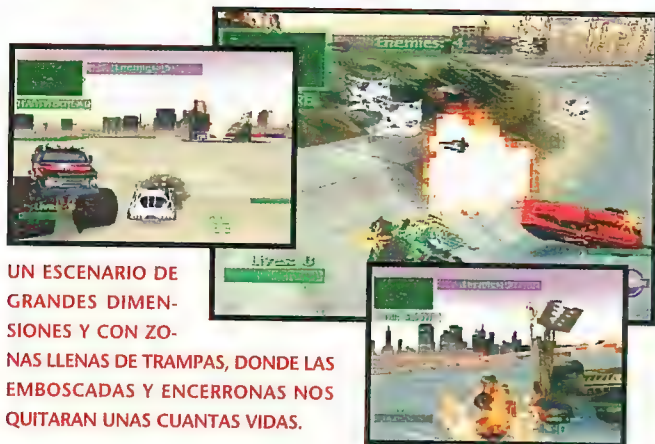 Enemies: 4
Lives: 8
UN ESCENARIO DE
GRANDES DIMEN-
SIONES Y CON ZO-
NAS LLENAS DE TRAMPAS, DONDE LAS
EMBOSCADAS Y ENCERRONAS NOS
QUITARAN UNAS CUANTAS VIDAS.